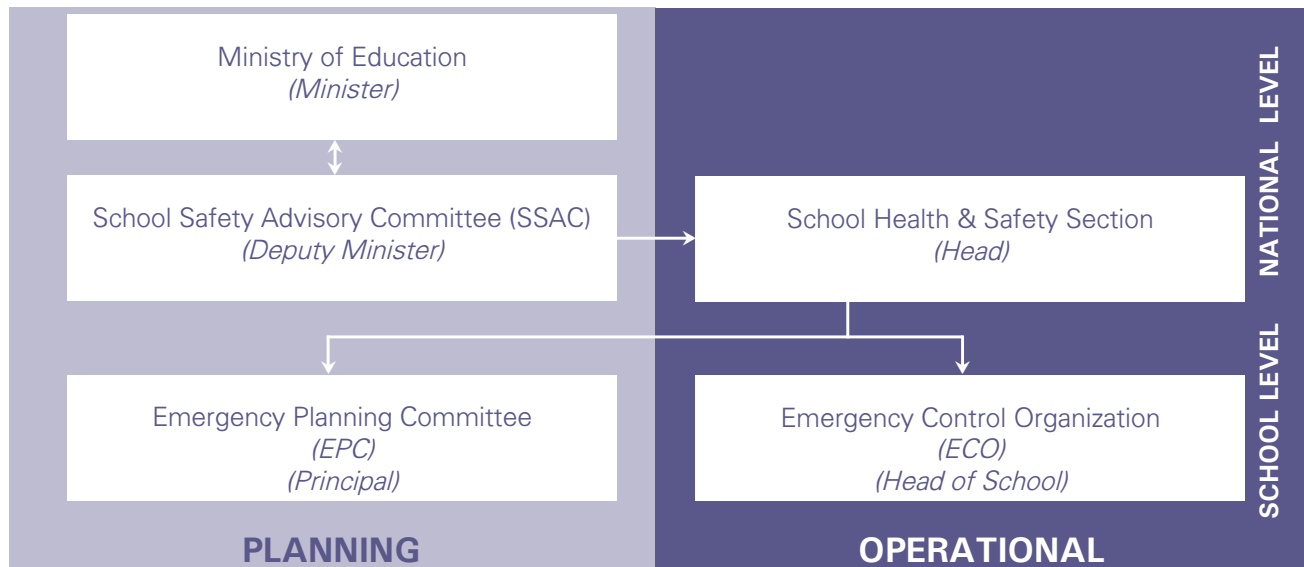 Ministry of Education
(Minister)
School Safety Advisory Committee (SSAC)
(Deputy Minister)
School Health & Safety Section
(Head)
NATIONAL LEVEL
Emergency Planning Committee
(EPC)
(Principal)
Emergency Control Organization
(ECO)
(Head of School)
SCHOOL LEVEL
PLANNING
OPERATIONAL